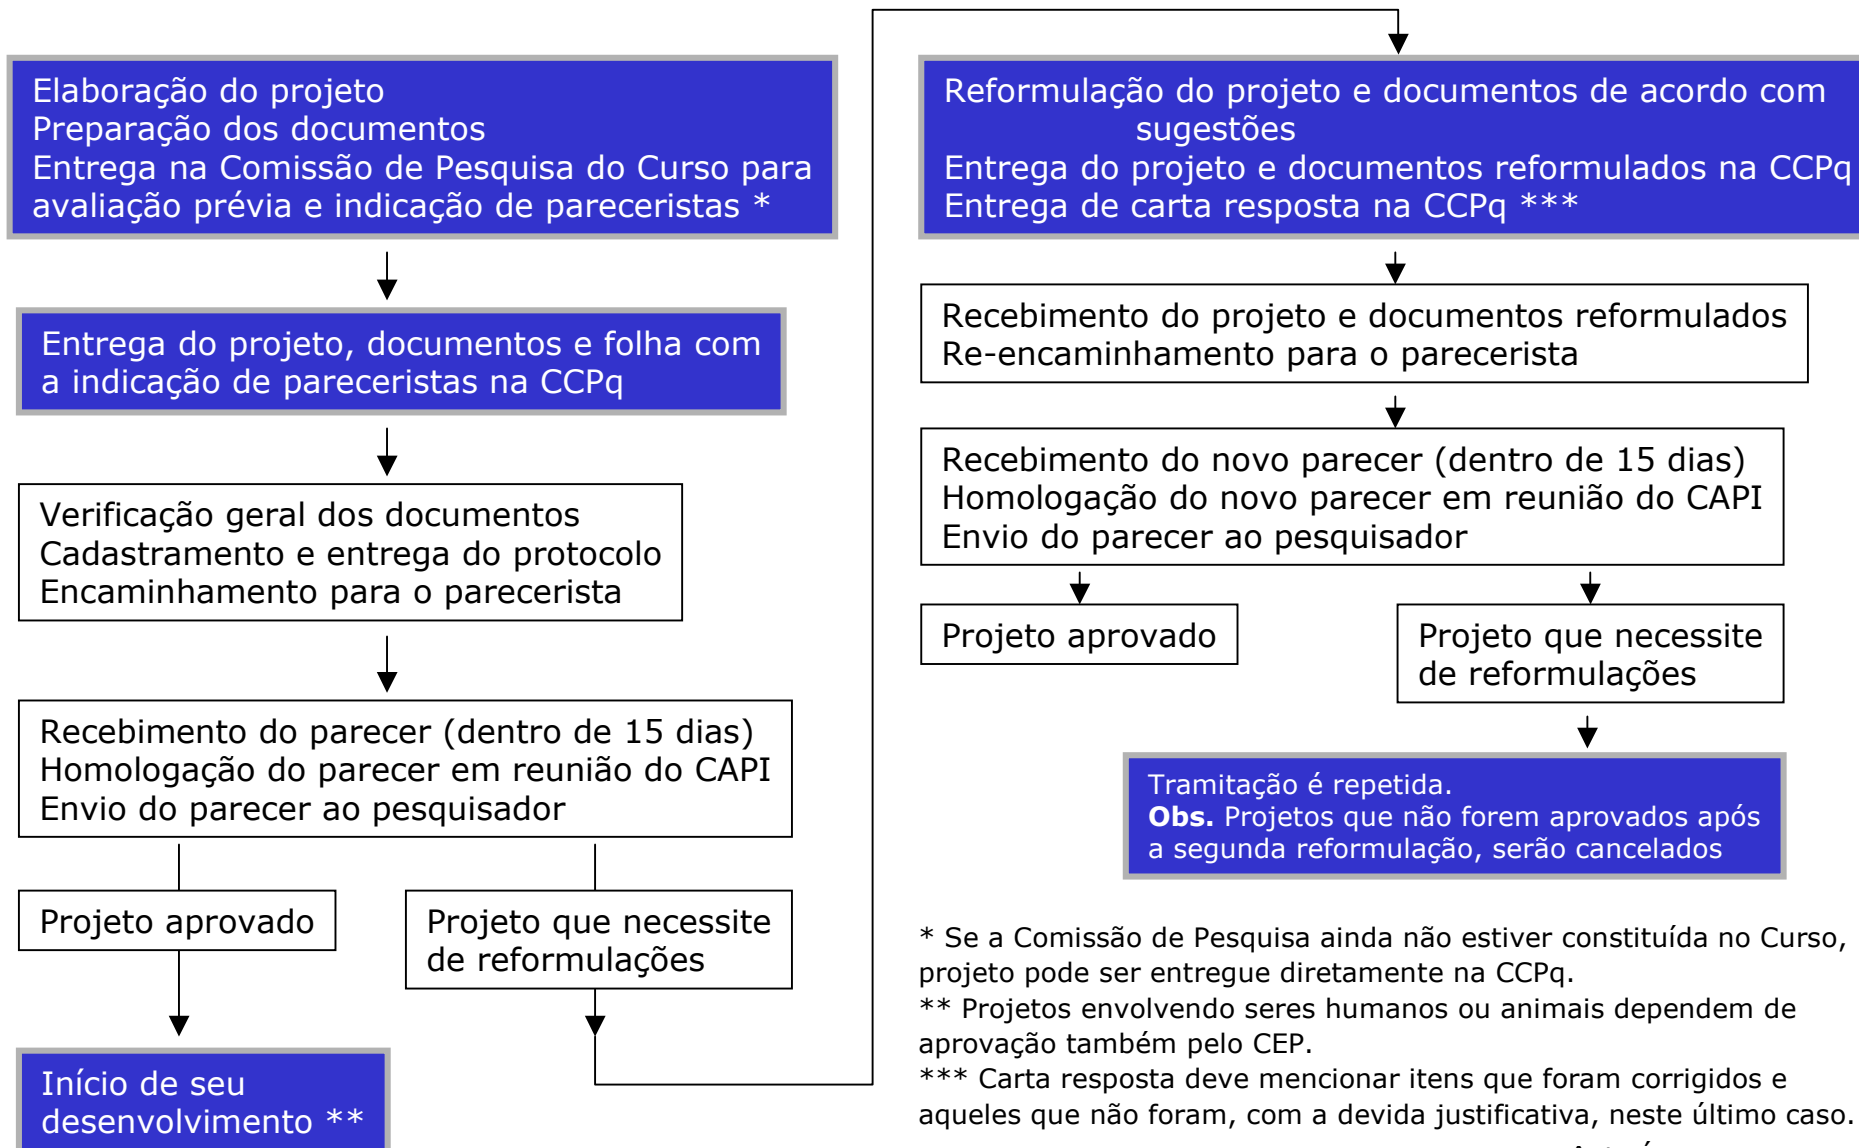 Elaboração do projeto
Preparação dos documentos
Entrega na Comissão de Pesquisa do Curso para
avaliação prévia e indicação de pareceristas *
Entrega do projeto, documentos e folha com
a indicação de pareceristas na CCPq
Verificação geral dos documentos
Cadastramento e entrega do protocolo
Encaminhamento para o parecerista
Recebimento do parecer (dentro de 15 dias)
Homologação do parecer em reunião do CAPI
Envio do parecer ao pesquisador
Projeto aprovado
Projeto que necessite
de reformulações
Início de seu
desenvolvimento **
Reformulação do projeto e documentos de acordo com
sugestões
Entrega do projeto e documentos reformulados na CCPq
Entrega de carta resposta na CCPq ***
Recebimento do projeto e documentos reformulados
Re-encaminhamento para o parecerista
Recebimento do novo parecer (dentro de 15 dias)
Homologação do novo parecer em reunião do CAPI
Envio do parecer ao pesquisador
Projeto aprovado
Projeto que necessite
de reformulações
Tramitação é repetida.
Obs. Projetos que não forem aprovados após
a segunda reformulação, serão cancelados
* Se a Comissão de Pesquisa ainda não estiver constituída no Curso,
projeto pode ser entregue diretamente na CCPq.
** Projetos envolvendo seres humanos ou animais dependem de
aprovação também pelo CEP.
*** Carta resposta deve mencionar itens que foram corrigidos e
aqueles que não foram, com a devida justificativa, neste último caso.